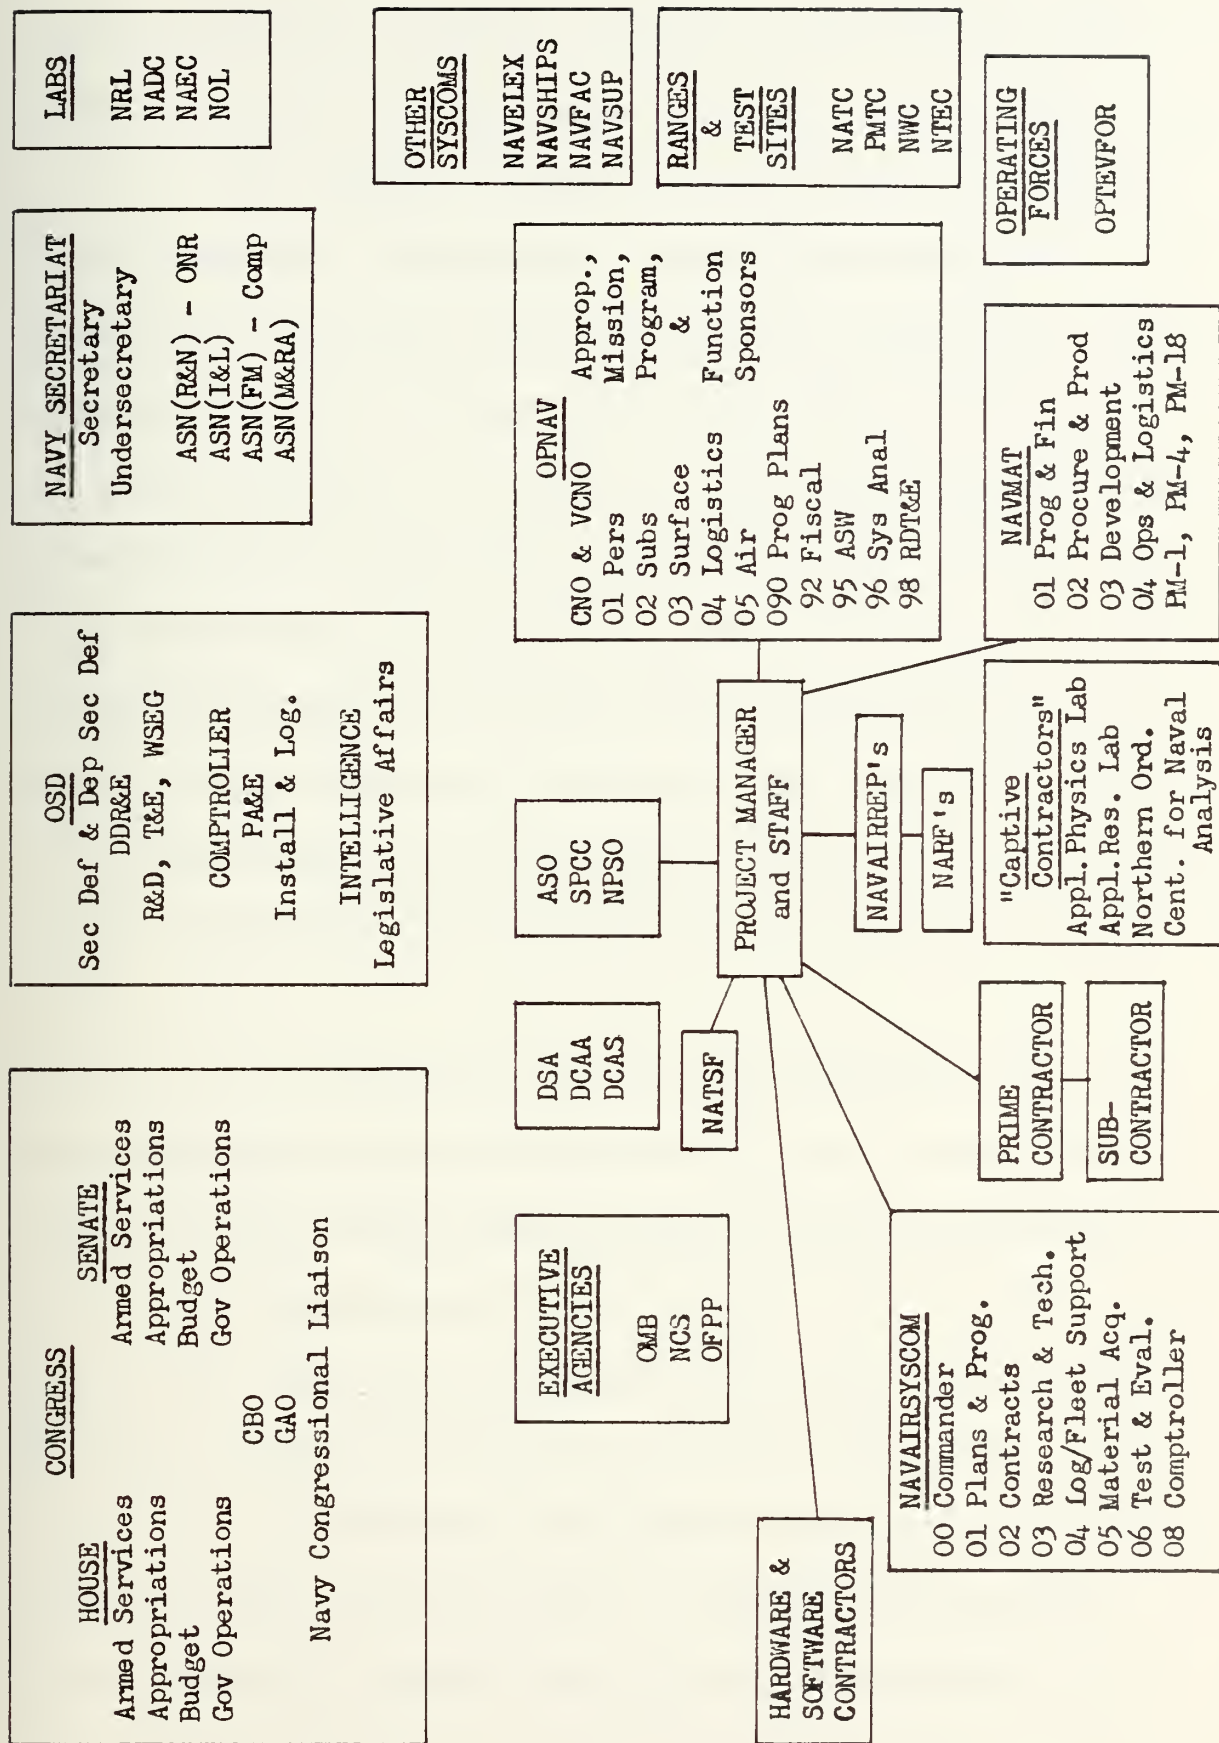 CONGRESS
HOUSE
Armed Services
Appropriations
Budget
Gov Operations
SENATE
Armed Services
Appropriations
Budget
Gov Operations
CBO
GAO
Navy Congressional Liaison
OSD
Sec Def & Dep Sec Def
DDR&E
R&D, T&E, WSEG
COMPTROLIER
PA&E
Install & Log.
INTELLIGENCE
Legislative Affairs
NAVY SECRETARIAT
Secretary
Undersecretary
ASN(R&N) - ONR
ASN(I&L)
ASN(FM) - Comp
ASN(M&RA)
LABS
NRL
NADC
NAEC
NOL
EXECUTIVE
AGENCIES
OMB
NCS
OFPP
DSA
DCAA
DCAS
NATSF
ASO
SPCC
NPSO
OPNAV
CNO & VCNO
01 Pers
02 Subs
03 Surface
04 Logistics
05 Air
090 Prog Plans
92 Fiscal
95 ASW
96 Sys Anal
98 RDT&E
Approp.,
Mission,
Program,
&
Function
Sponsors
OTHER
SYSCOMS
NAVELEX
NAVSHIPS
NAVFAC
NAVSUP
RANGES
&
TEST
SITES
NATC
PMTC
NWC
NTEC
PROJECT MANAGER
and STAFF
HARDWARE &
SOFTWARE
CONTRACTORS
NAVAIRSYSCOM
00 Commander
01 Plans & Prog.
02 Contracts
03 Research & Tech.
04 Log/Fleet Support
05 Material Acq.
06 Test & Eval.
08 Comptroller
PRIME
CONTRACTOR
SUB-
CONTRACTOR
NAVAIRREP's
NARF's
"Captive
Contractors"
Appl.Physics Lab
Appl.Res. Lab
Northern Ord.
Cent. for Naval
Analysis
NAVMAT
01 Prog & Fin
02 Procure & Prod
03 Development
04 Ops & Logistics
PM-1, PM-4, PM-18
OPERATING
FORCES
OPTEVFOR